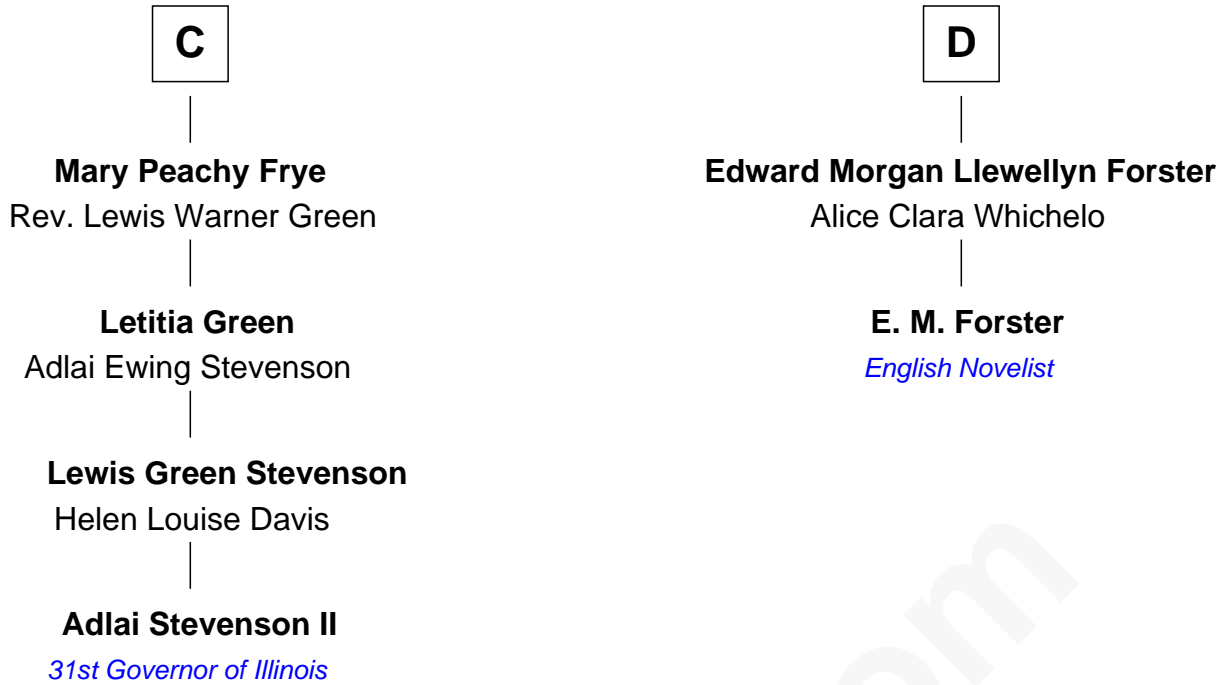 C
Mary Peachy Frye
Rev. Lewis Warner Green
Letitia Green
Adlai Ewing Stevenson
Lewis Green Stevenson
Helen Louise Davis
Adlai Stevenson II
31st Governor of Illinois
D
Edward Morgan Llewellyn Forster
Alice Clara Whichelo
E. M. Forster
English Novelist
om